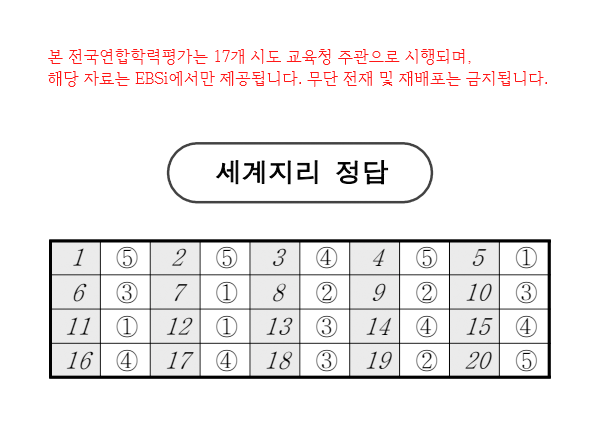 본 전국연합학력평가는 17개 시도 교육청 주관으로 시행되며,
해당 자료는 EBSi에서만 제공됩니다. 무단 전재 및 재배포는 금지됩니다.
세계지리 정답
1 ⑤ 2 ⑤ 3 ④ 4 ⑤ 5 ①
6 ③ 7 ① 8 ② 9 ② 10 ③
11 ① 12 ① 13 ③ 14 ④ 15 ④
16 ④ 17 ④ 18 ③ 19 ② 20 ⑤